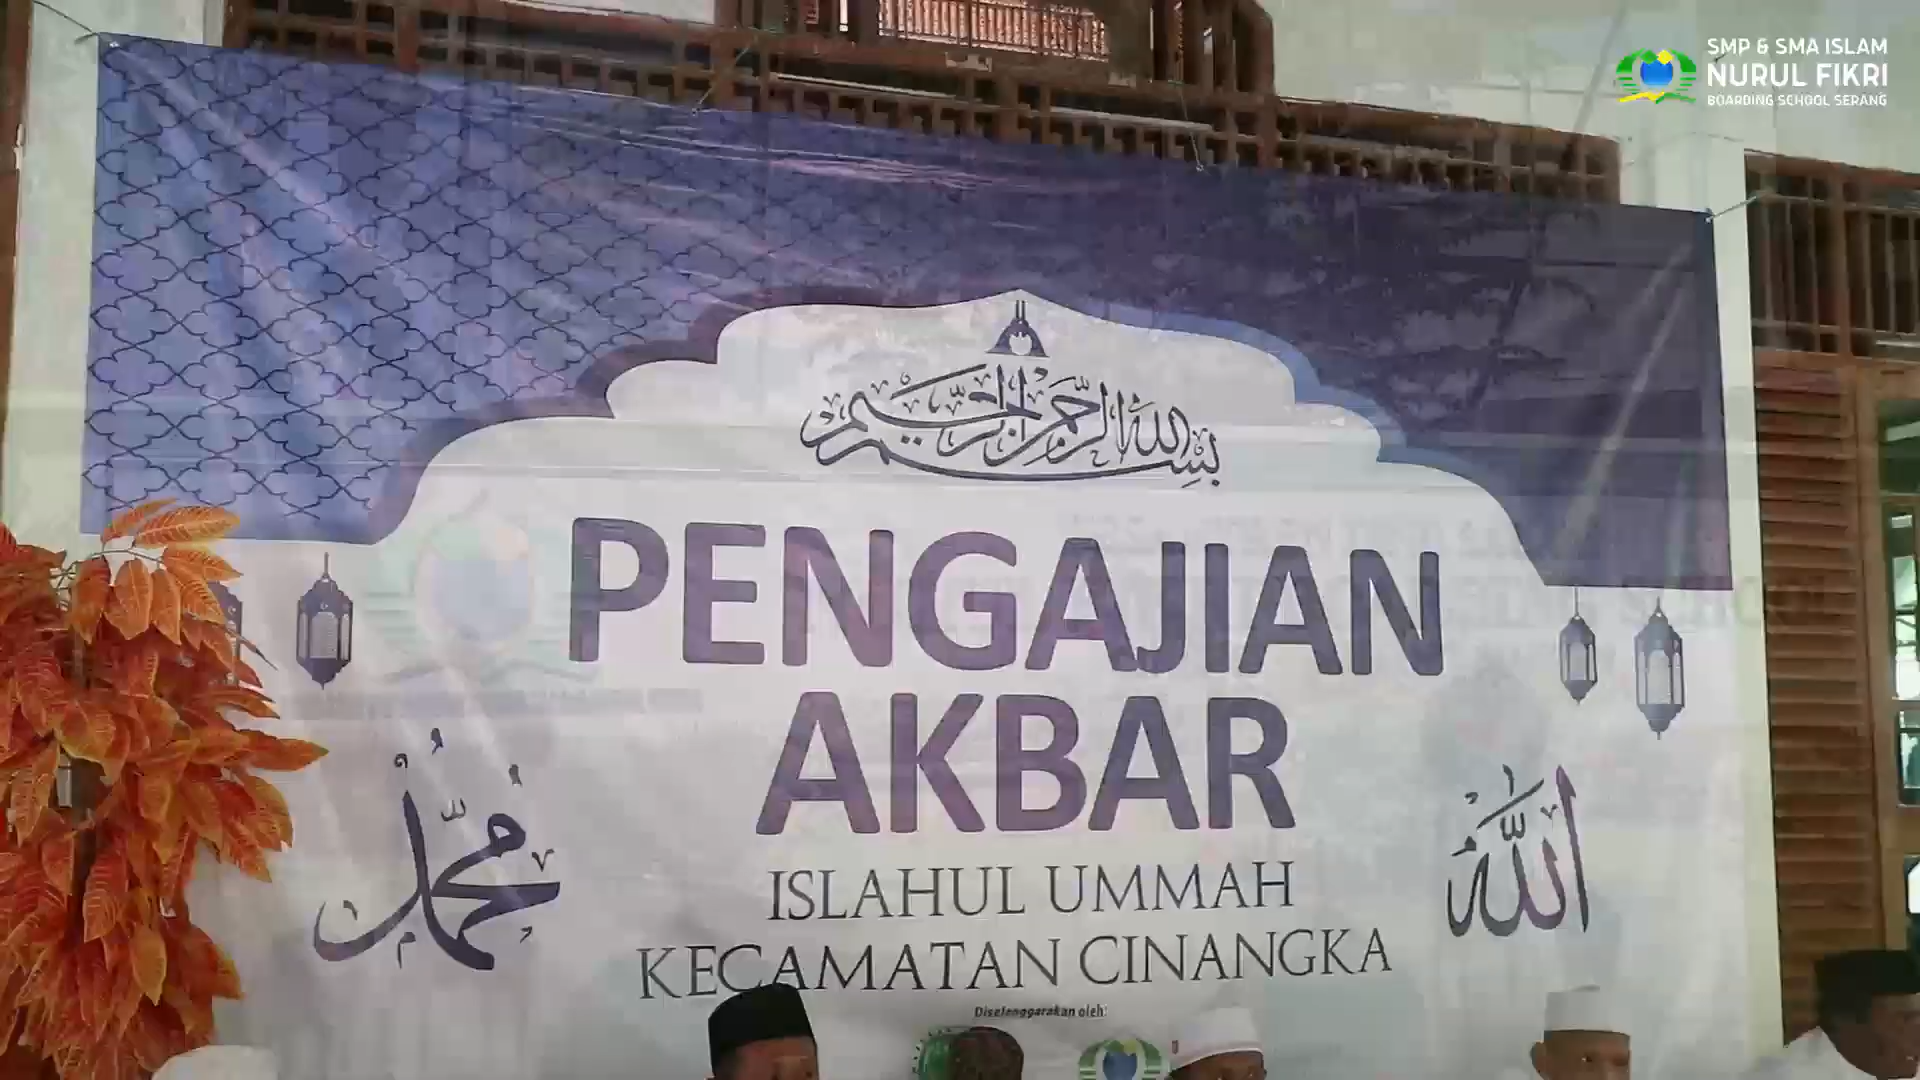 SMP & SMA ISLAM
NURUL FIKRI
BOARDING SCHOOL SERANG
بسم الله الرحمن الرحيم
PENGAJIAN
AKBAR
ISLAHUL UMMAH
KECAMATAN CINANGKA
محمد
الله
Diselenggarakan oleh: